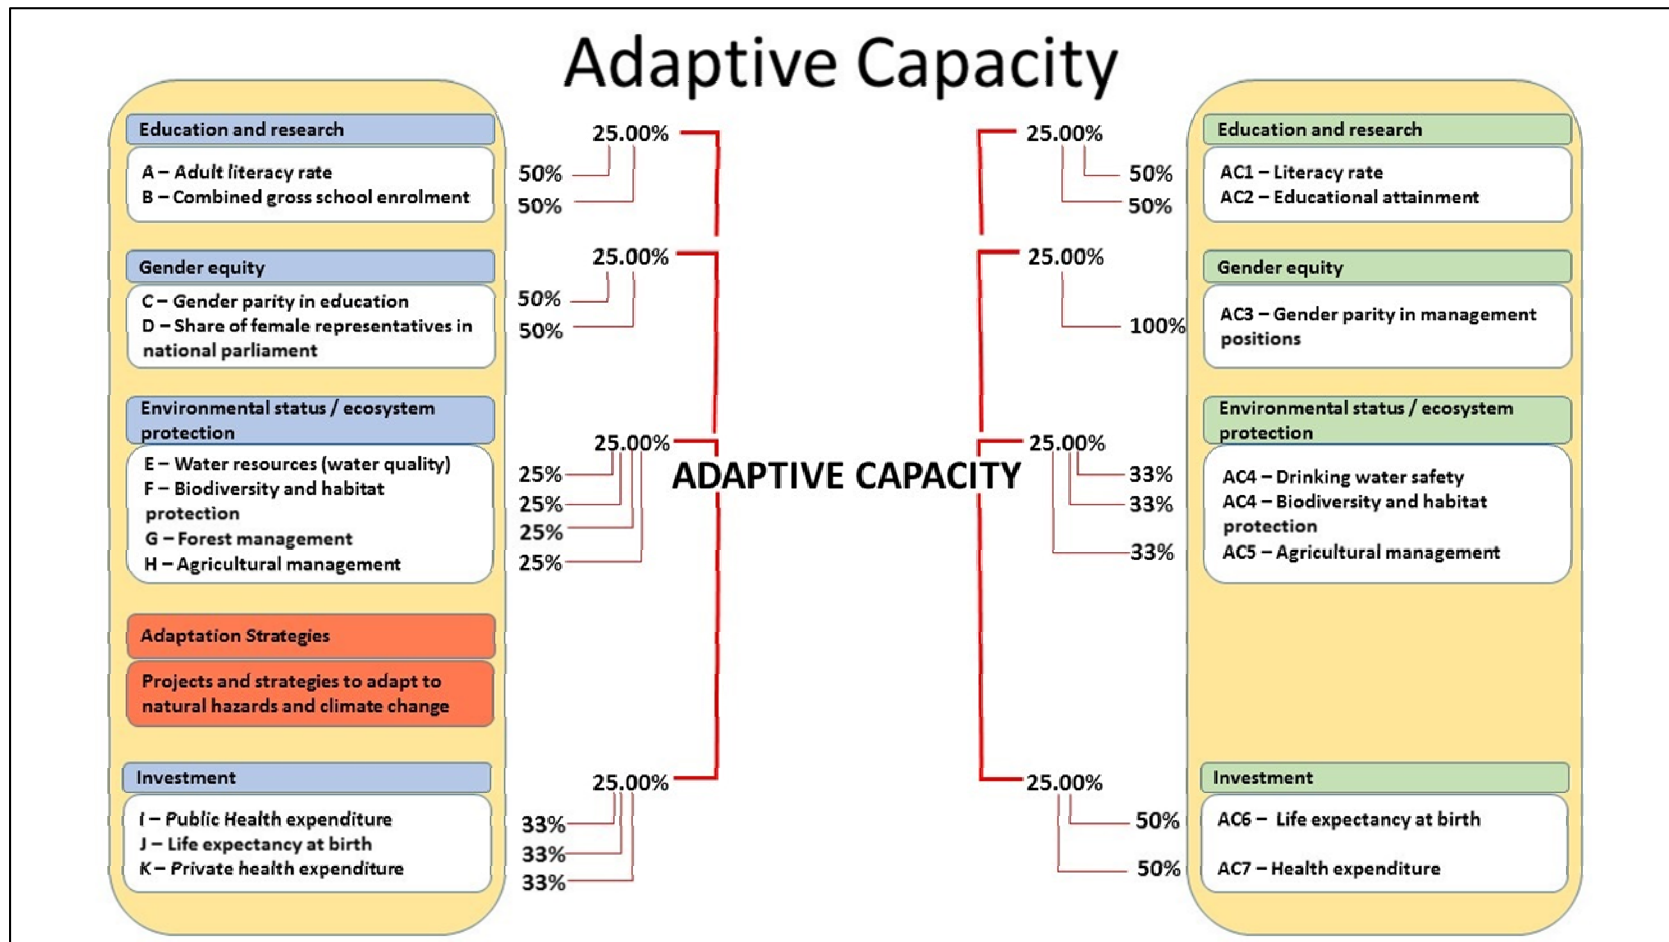 Adaptive Capacity
Education and research
A – Adult literacy rate
B – Combined gross school enrolment
50%
50%
25.00%
Gender equity
C – Gender parity in education
D – Share of female representatives in
national parliament
50%
50%
25.00%
Environmental status / ecosystem
protection
E – Water resources (water quality)
F – Biodiversity and habitat
protection
G – Forest management
H – Agricultural management
25%
25%
25%
25%
25.00%
Adaptation Strategies
Projects and strategies to adapt to
natural hazards and climate change
Investment
I – Public Health expenditure
J – Life expectancy at birth
K – Private health expenditure
33%
33%
33%
25.00%
ADAPTIVE CAPACITY
25.00%
50%
50%
Education and research
AC1 – Literacy rate
AC2 – Educational attainment
25.00%
100%
Gender equity
AC3 – Gender parity in management
positions
25.00%
33%
33%
33%
Environmental status / ecosystem
protection
AC4 – Drinking water safety
AC4 – Biodiversity and habitat
protection
AC5 – Agricultural management
25.00%
50%
50%
Investment
AC6 – Life expectancy at birth
AC7 – Health expenditure